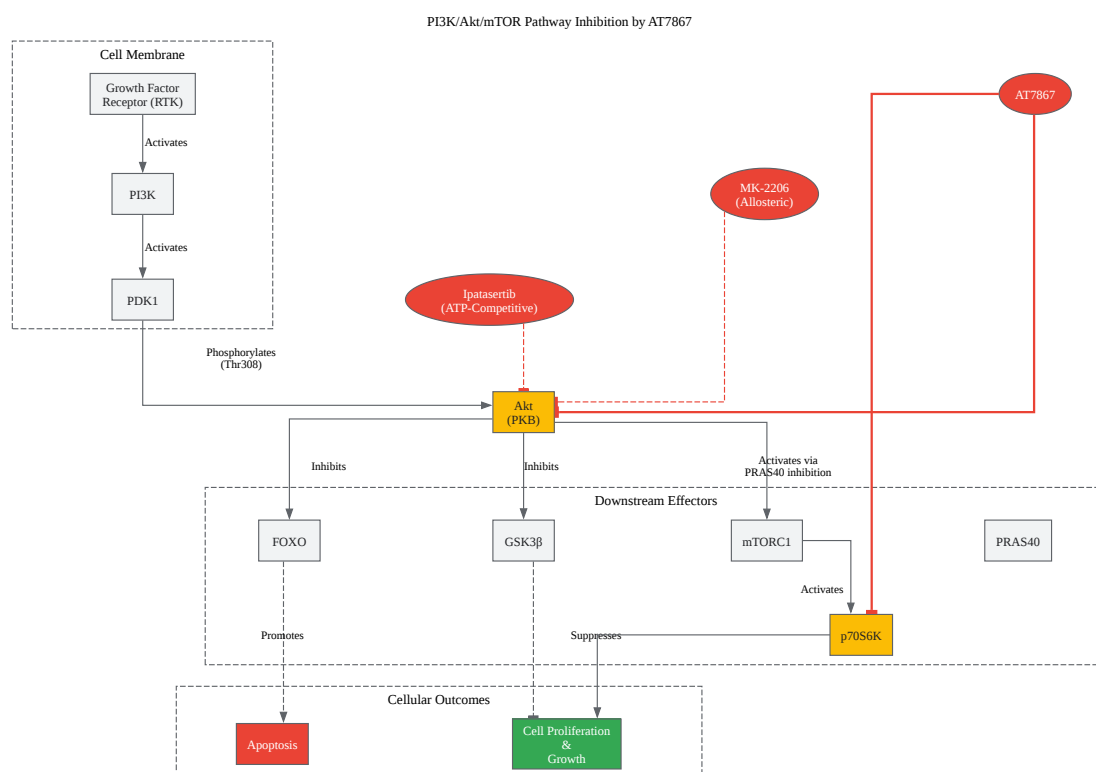 PI3K/Akt/mTOR Pathway Inhibition by AT7867
Cell Membrane
Growth Factor
Receptor (RTK)
AT7867
Activates
PI3K
MK-2206
(Allosteric)
Activates
PDK1
Ipatasertib
(ATP-Competitive)
Phosphorylates
(Thr308)
Akt
(PKB)
Inhibits
Inhibits
Activates via
PRAS40 inhibition
Downstream Effectors
FOXO
GSK3β
mTORC1
PRAS40
Activates
Promotes
Suppresses
p70S6K
Cellular Outcomes
Apoptosis
Cell Proliferation
&
Growth